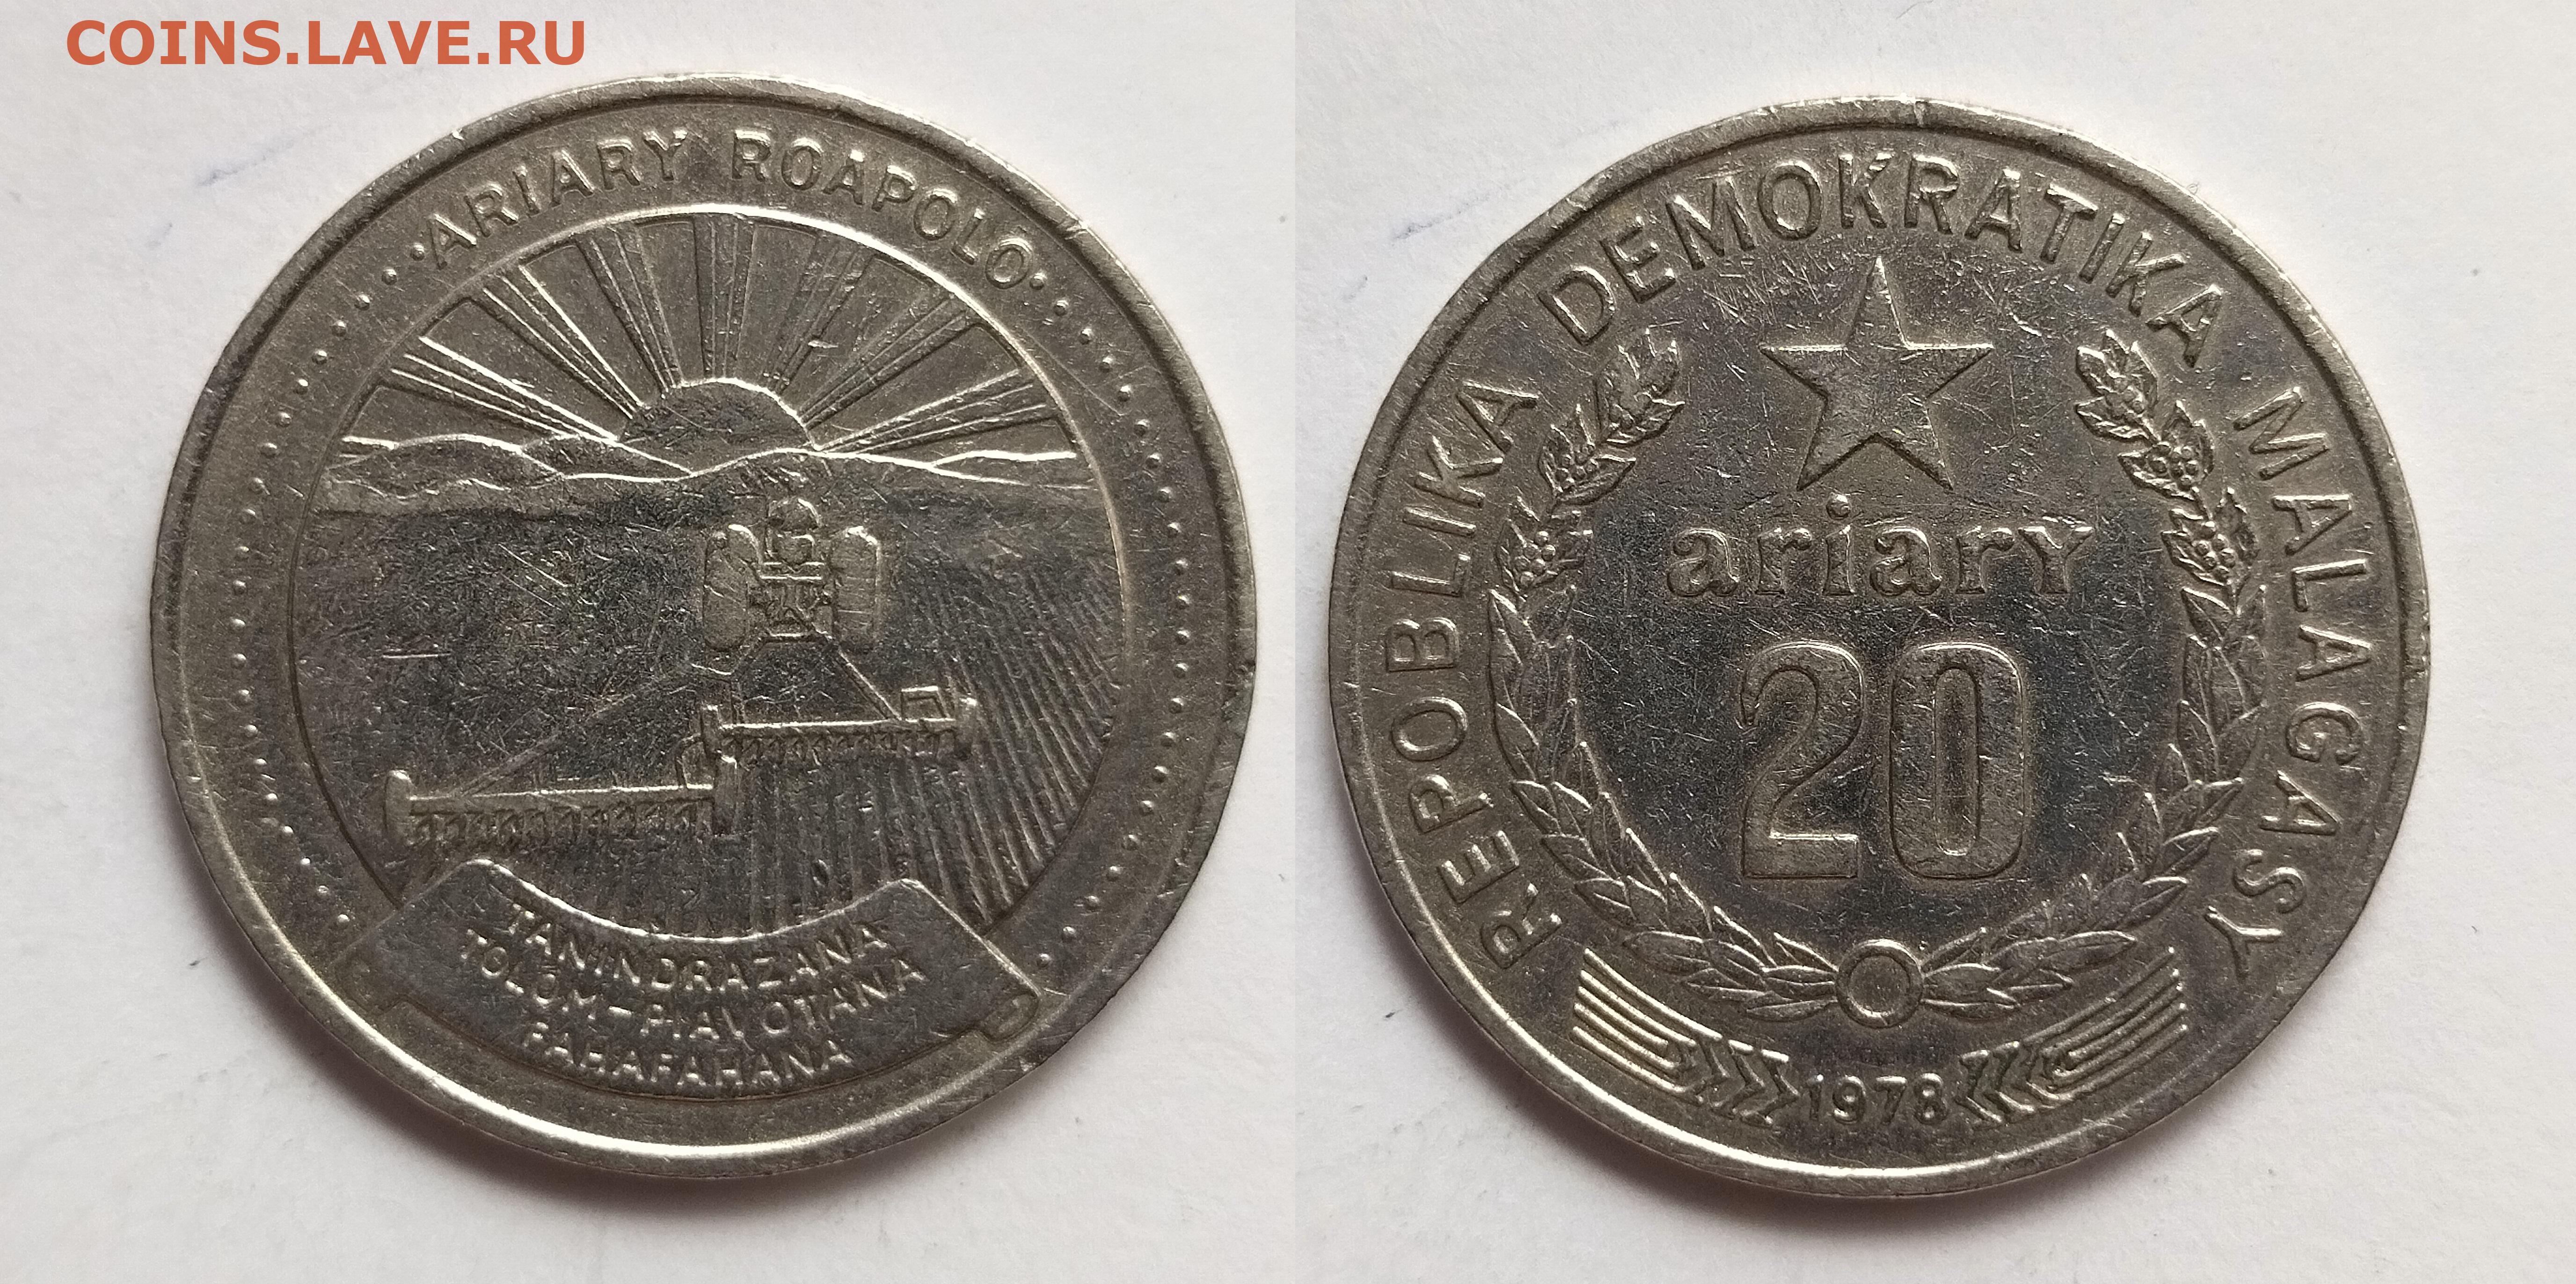 COINS.LAVE.RU
ARIARY ROAPOLO
TANINDRAZANA
TOLOM-PIAVOTANA
FAHAFAHANA
REPOBLIKA DEMOKRATIKA MALAGASY
ariary
20
1978